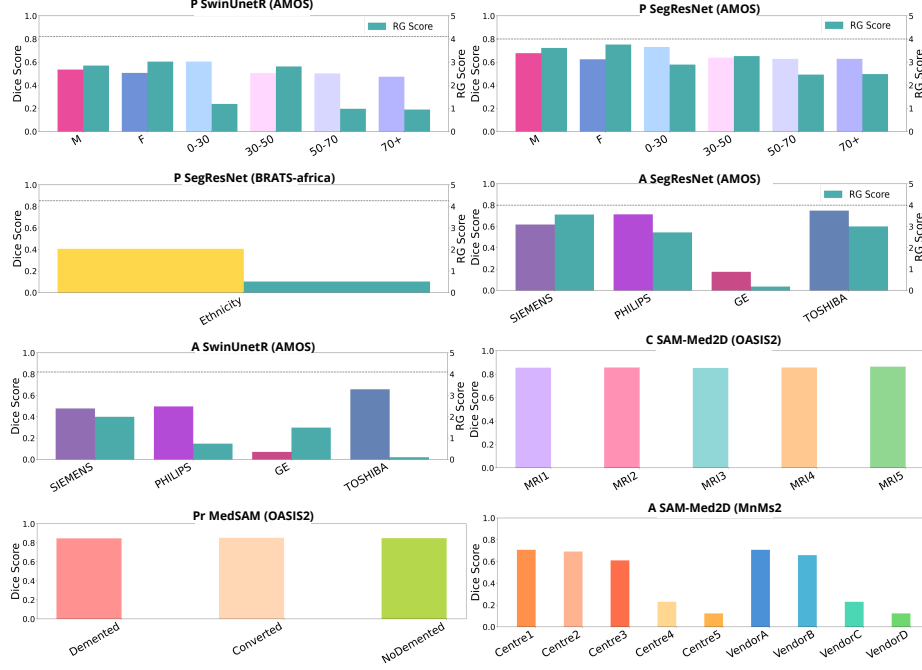 P SwinUnetR (AMOS)
1.0
0.8
0.6
0.4
0.2
0.0
Dice Score
RG Score
5
4
3
2
1
0
RG Score
M
F
0-30
30-50
50-70
70+
P SegResNet (AMOS)
1.0
0.8
0.6
0.4
0.2
0.0
Dice Score
RG Score
5
4
3
2
1
0
RG Score
M
F
0-30
30-50
50-70
70+
P SegResNet (BRATS-africa)
1.0
0.8
0.6
0.4
0.2
0.0
Dice Score
5
4
3
2
1
0
RG Score
Ethnicity
A SegResNet (AMOS)
1.0
0.8
0.6
0.4
0.2
0.0
Dice Score
RG Score
5
4
3
2
1
0
RG Score
SIEMENS
PHILIPS
GE
TOSHIBA
A SwinUnetR (AMOS)
1.0
0.8
0.6
0.4
0.2
0.0
Dice Score
5
4
3
2
1
0
RG Score
SIEMENS
PHILIPS
GE
TOSHIBA
C SAM-Med2D (OASIS2)
1.0
0.8
0.6
0.4
0.2
0.0
Dice Score
MRI1
MRI2
MRI3
MRI4
MRI5
Pr MedSAM (OASIS2)
1.0
0.8
0.6
0.4
0.2
0.0
Dice Score
Demented
Converted
NoDemented
A SAM-Med2D (MnMs2
1.0
0.8
0.6
0.4
0.2
0.0
Dice Score
Centre1
Centre2
Centre3
Centre4
Centre5
VendorA
VendorB
VendorC
VendorD